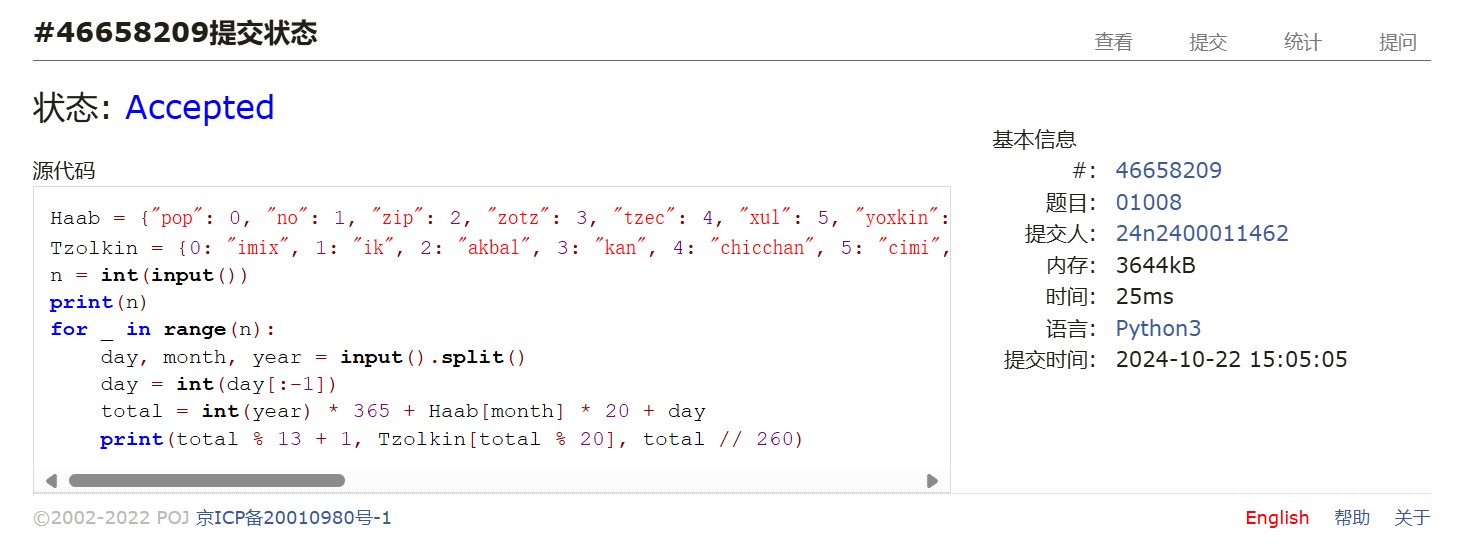 #46658209提交状态
查看 提交 统计 提问
状态: Accepted
源代码
Haab = {"pop": 0, "no": 1, "zip": 2, "zotz": 3, "tzec": 4, "xul": 5, "yoxkin":
Tzolkin = {0: "imix", 1: "ik", 2: "akbal", 3: "kan", 4: "chicchan", 5: "cimi",
n = int(input())
print(n)
for _ in range(n):
    day, month, year = input().split()
    day = int(day[:-1])
    total = int(year) * 365 + Haab[month] * 20 + day
    print(total % 13 + 1, Tzolkin[total % 20], total // 260)
基本信息
#: 46658209
题目: 01008
提交人: 24n2400011462
内存: 3644kB
时间: 25ms
语言: Python3
提交时间: 2024-10-22 15:05:05
©2002-2022 POJ 京ICP备20010980号-1
English 帮助 关于